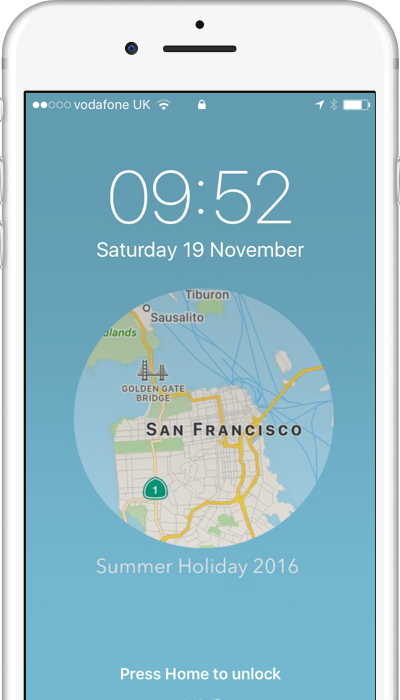 vodafone UK
09:52
Saturday 19 November
Tiburon
Sausalito
dlands
GOLDEN GATE
BRIDGE
SAN FRANCISCO
1
Summer Holiday 2016
Press Home to unlock